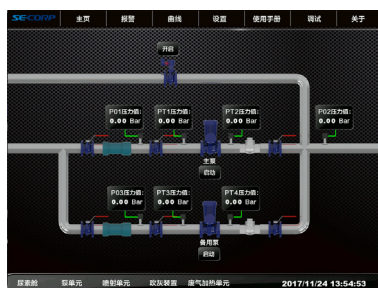 SE-CORP 主页 报警 曲线 设置 使用手册 调试 关于
开启
P01压力值: PT1压力值: PT2压力值: P02压力值:
0.00 Bar 0.00 Bar 0.00 Bar 0.00 Bar
主泵
启动
P03压力值: PT3压力值: PT4压力值:
0.00 Bar 0.00 Bar 0.00 Bar
备用泵
启动
尿素舱 泵单元 喷射单元 吹灰装置 废气加热单元 2017/11/24 13:54:53